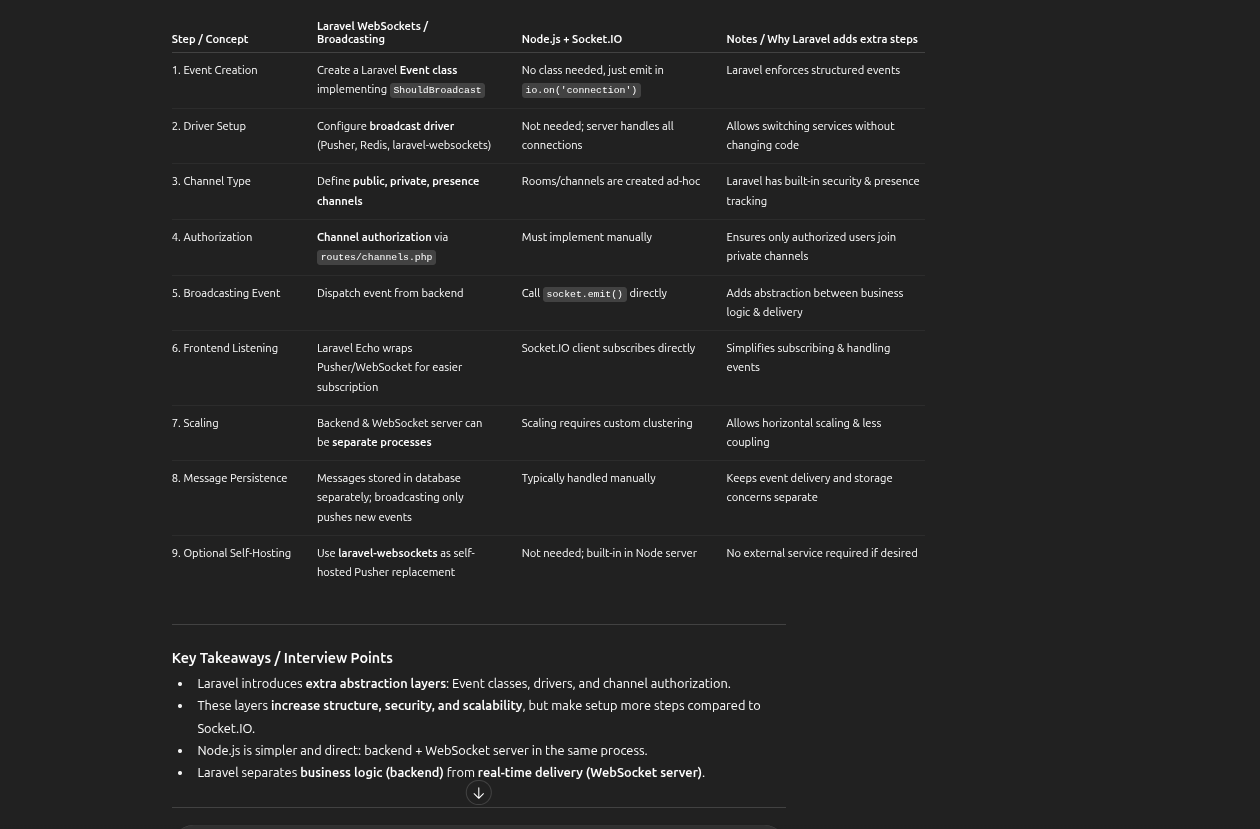 Step / Concept
Laravel WebSockets /
Broadcasting
Node.js + Socket.IO
Notes / Why Laravel adds extra steps
1. Event Creation
Create a Laravel Event class
implementing ShouldBroadcast
No class needed, just emit in
io.on('connection')
Laravel enforces structured events
2. Driver Setup
Configure broadcast driver
(Pusher, Redis, laravel-websockets)
Not needed; server handles all
connections
Allows switching services without
changing code
3. Channel Type
Define public, private, presence
channels
Rooms/channels are created ad-hoc
Laravel has built-in security & presence
tracking
4. Authorization
Channel authorization via
routes/channels.php
Must implement manually
Ensures only authorized users join
private channels
5. Broadcasting Event
Dispatch event from backend
Call socket.emit() directly
Adds abstraction between business
logic & delivery
6. Frontend Listening
Laravel Echo wraps
Pusher/WebSocket for easier
subscription
Socket.IO client subscribes directly
Simplifies subscribing & handling
events
7. Scaling
Backend & WebSocket server can
be separate processes
Scaling requires custom clustering
Allows horizontal scaling & less
coupling
8. Message Persistence
Messages stored in database
separately; broadcasting only
pushes new events
Typically handled manually
Keeps event delivery and storage
concerns separate
9. Optional Self-Hosting
Use laravel-websockets as self-
hosted Pusher replacement
Not needed; built-in in Node server
No external service required if desired
Key Takeaways / Interview Points
• Laravel introduces extra abstraction layers: Event classes, drivers, and channel authorization.
• These layers increase structure, security, and scalability, but make setup more steps compared to
Socket.IO.
• Node.js is simpler and direct: backend + WebSocket server in the same process.
• Laravel separates business logic (backend) from real-time delivery (WebSocket server).